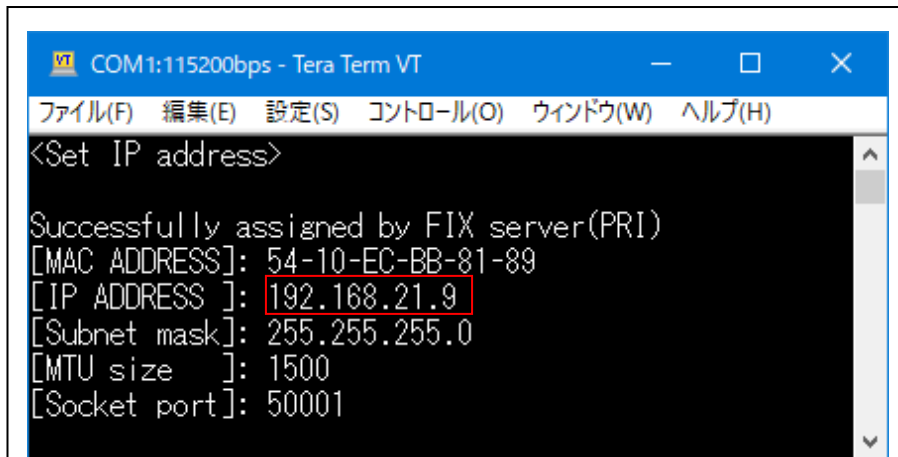 COM1:115200bps - Tera Term VT
ファイル(F) 編集(E) 設定(S) コントロール(O) ウィンドウ(W) ヘルプ(H)
<Set IP address>
Successfully assigned by FIX server(PRI)
[MAC ADDRESS]: 54-10-EC-BB-81-89
[IP ADDRESS ]: 192.168.21.9
[Subnet mask]: 255.255.255.0
[MTU size   ]: 1500
[Socket port]: 50001